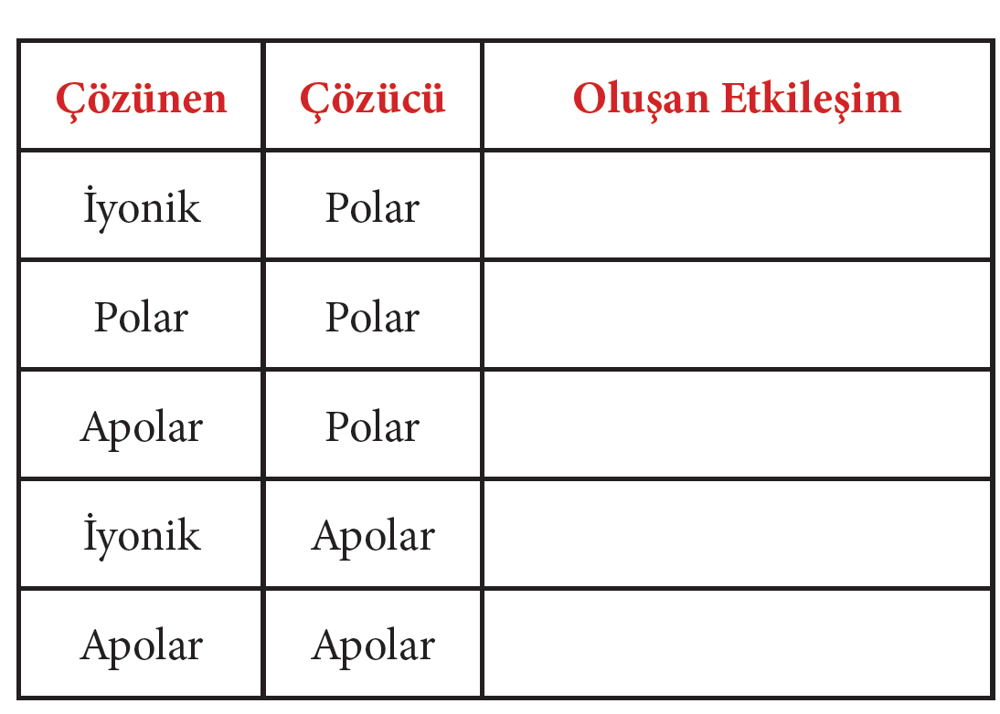 Çözünen Çözücü Oluşan Etkileşim
İyonik Polar
Polar Polar
Apolar Polar
İyonik Apolar
Apolar Apolar